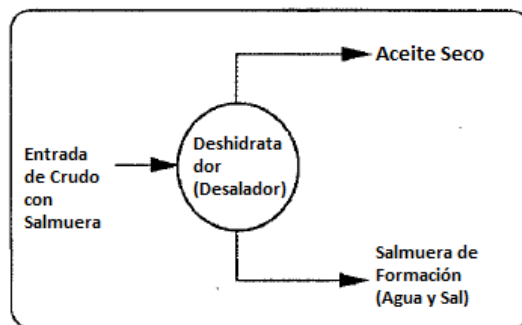 Aceite Seco
Entrada
de Crudo
con
Salmuera
Deshidrata
dor
(Desalador)
Salmuera de
Formación
(Agua y Sal)